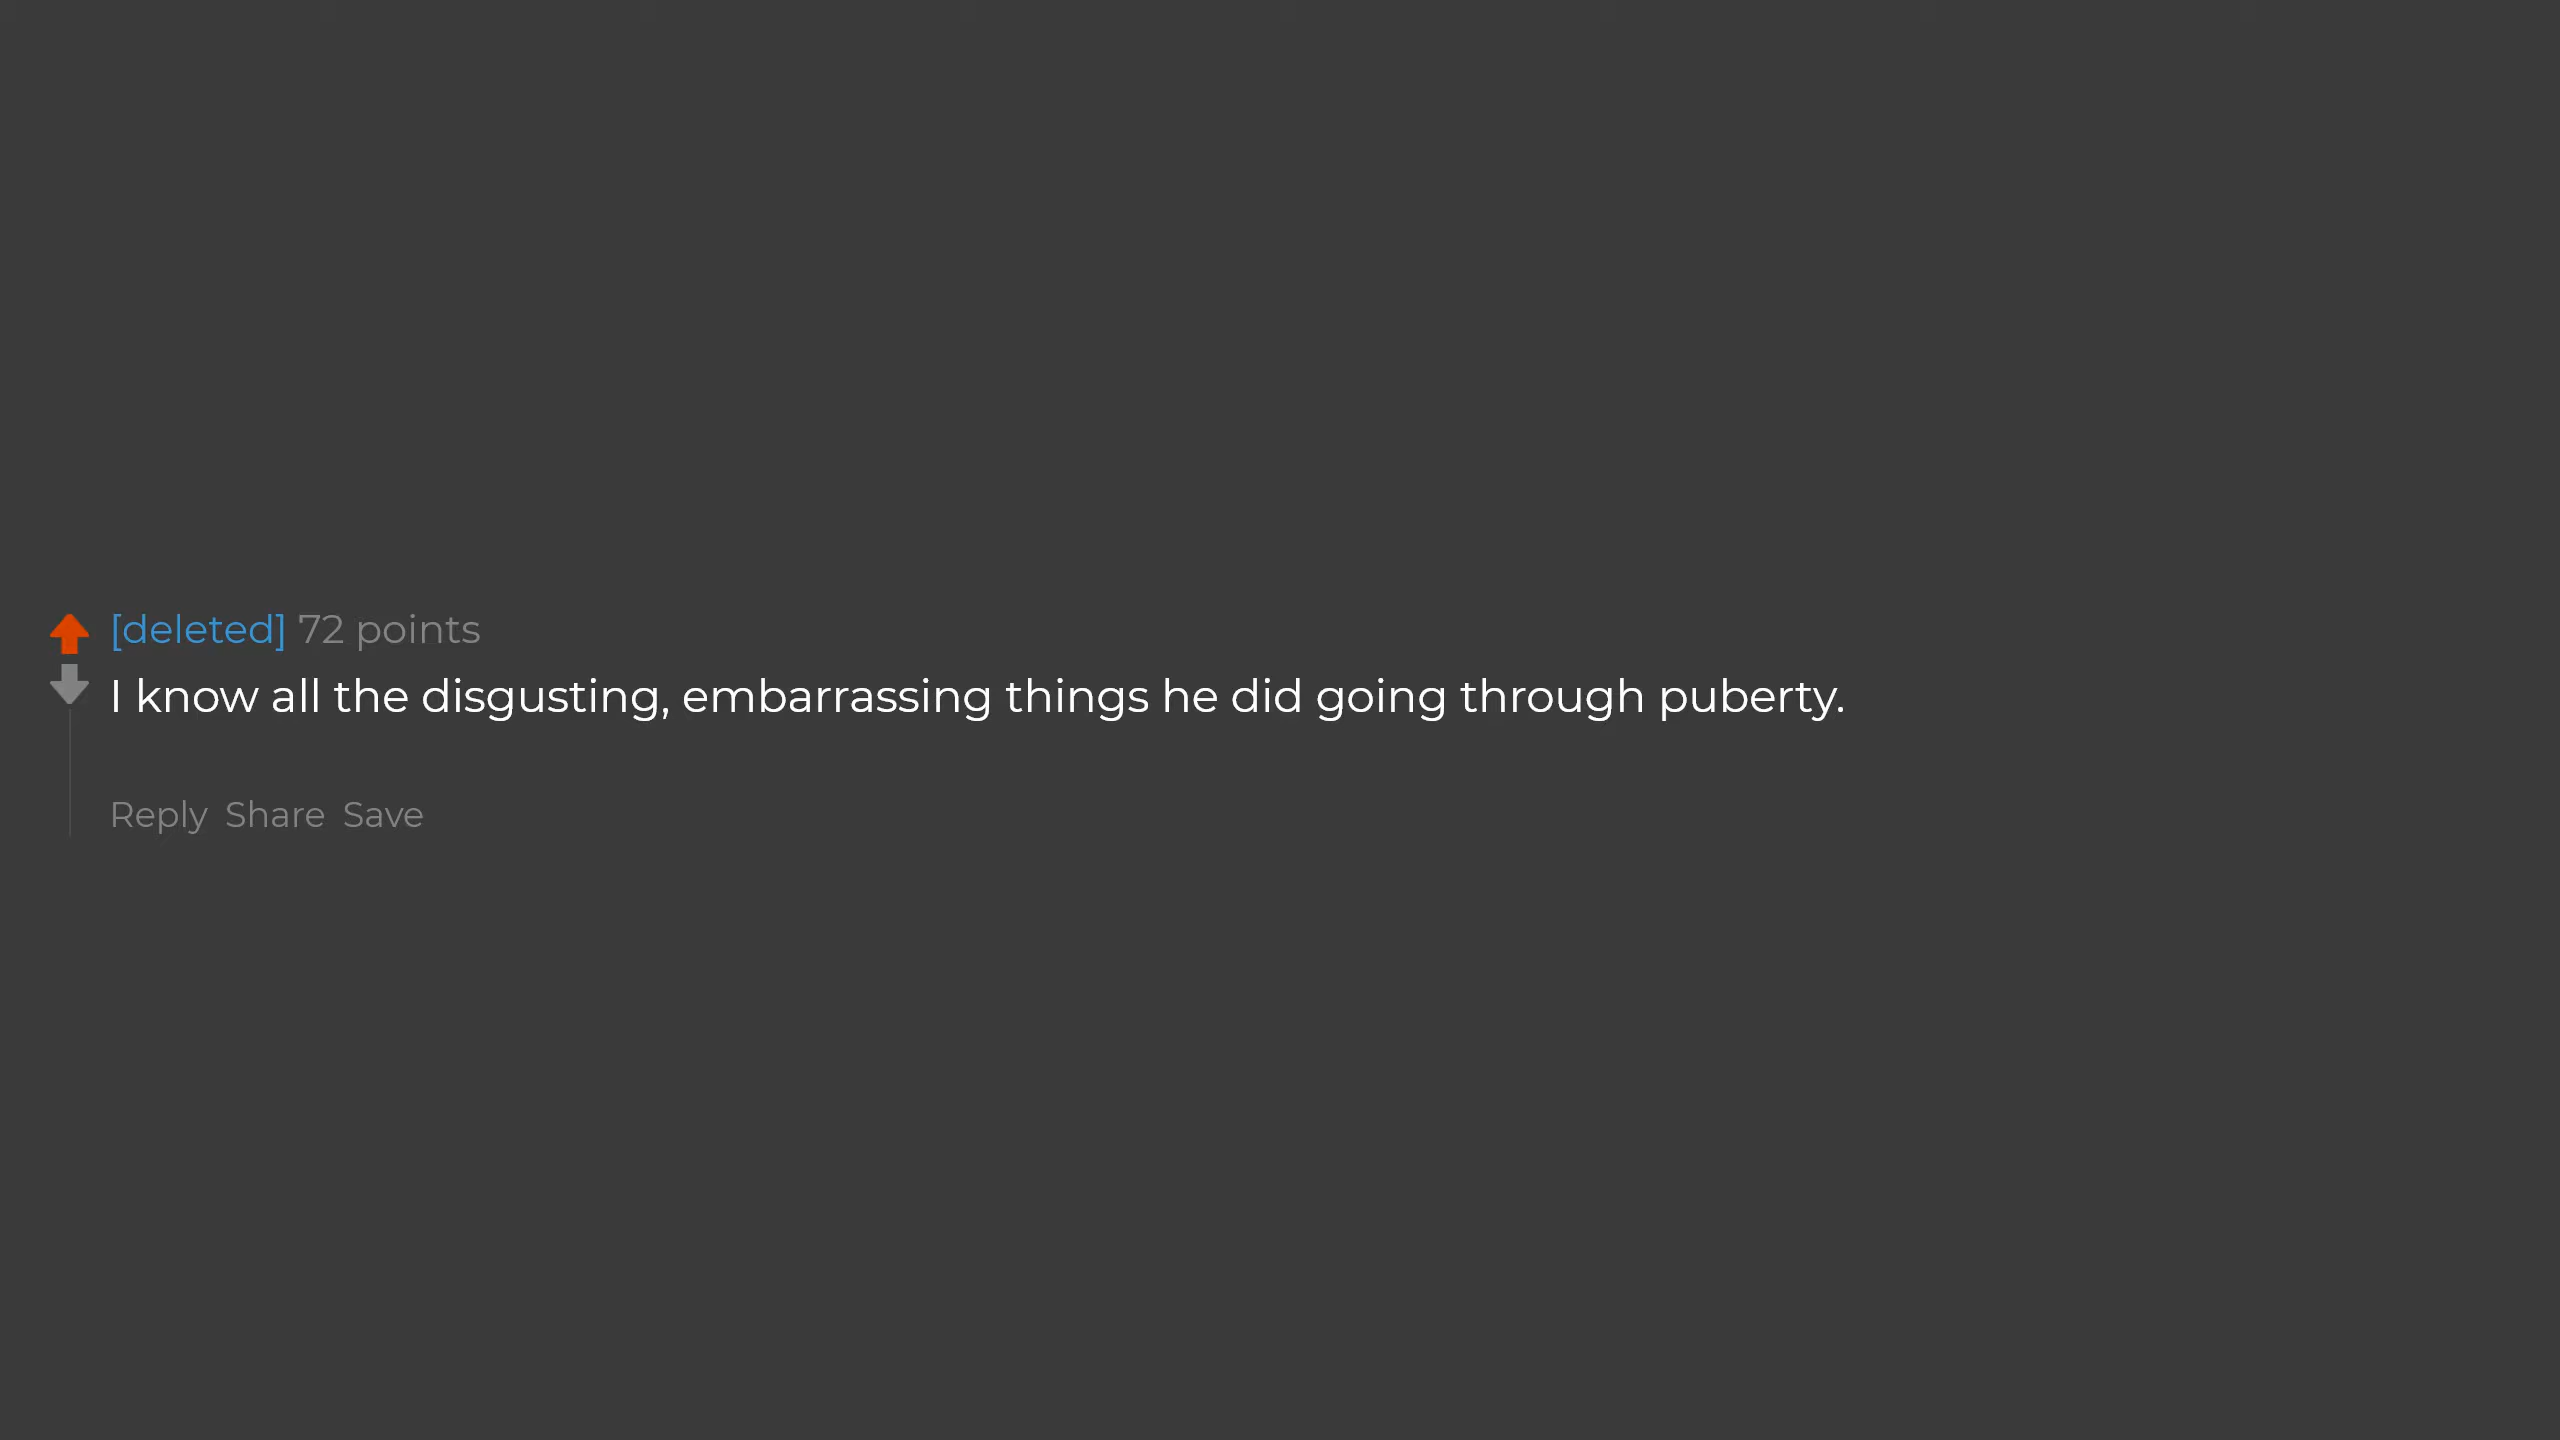 [deleted] 72 points
I know all the disgusting, embarrassing things he did going through puberty.
Reply Share Save